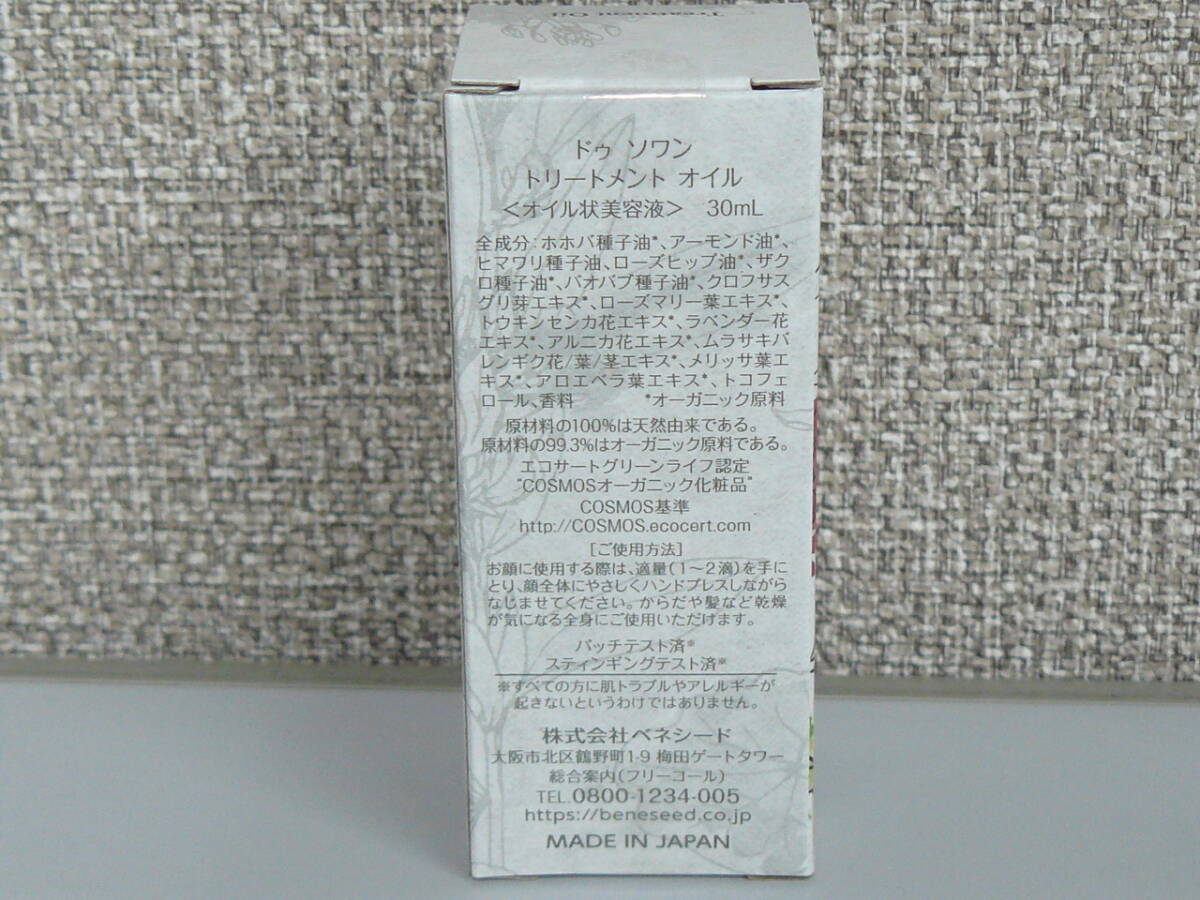 Treatment Oil
ドゥ ソワン
トリートメント オイル
＜オイル状美容液＞ 30mL
全成分：ホホバ種子油*、アーモンド油*、
ヒマワリ種子油、ローズヒップ油*、ザク
ロ種子油*、バオバブ種子油*、クロフサス
グリ芽エキス*、ローズマリー葉エキス*、
トウキンセンカ花エキス*、ラベンダー花
エキス*、アルニカ花エキス*、ムラサキバ
レンギク花/葉/茎エキス*、メリッサ葉エ
キス*、アロエベラ葉エキス*、トコフェ
ロール、香料 *オーガニック原料
原材料の100%は天然由来である。
原材料の99.3%はオーガニック原料である。
エコサートグリーンライフ認定
"COSMOSオーガニック化粧品"
COSMOS基準
http://COSMOS.ecocert.com
[ご使用方法]
お顔に使用する際は、適量(1〜2滴)を手に
とり、顔全体にやさしくハンドプレスしながら
なじませてください。からだや髪など乾燥
が気になる全身にご使用いただけます。
パッチテスト済※
スティンギングテスト済※
※すべての方に肌トラブルやアレルギーが
起きないというわけではありません。
株式会社ベネシード
大阪市北区鶴野町1-9 梅田ゲートタワー
総合案内(フリーコール)
TEL.0800-1234-005
https://beneseed.co.jp
MADE IN JAPAN